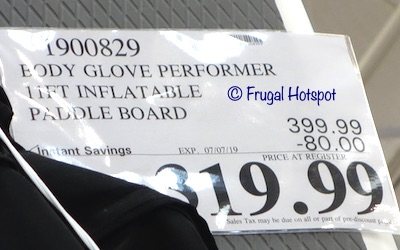 1900829
BODY GLOVE PERFORMER
11FT INFLATABLE
PADDLE BOARD
© Frugal Hotspot
399.99
Instant Savings EXP. 07/07/19 -80.00
PRICE AT REGISTER
319.99
Sales Tax may be due on all or part of pre-discount price